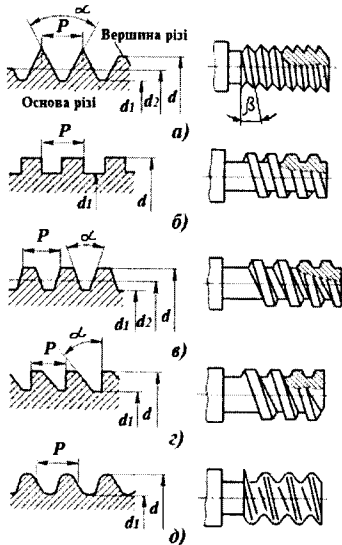 α
P
Вершина різі
Основа різі
d1 d2 d
β
а)
P
d1 d
б)
P α
d1 d2 d
в)
α
P
d1 d
г)
P
d1 d
д)